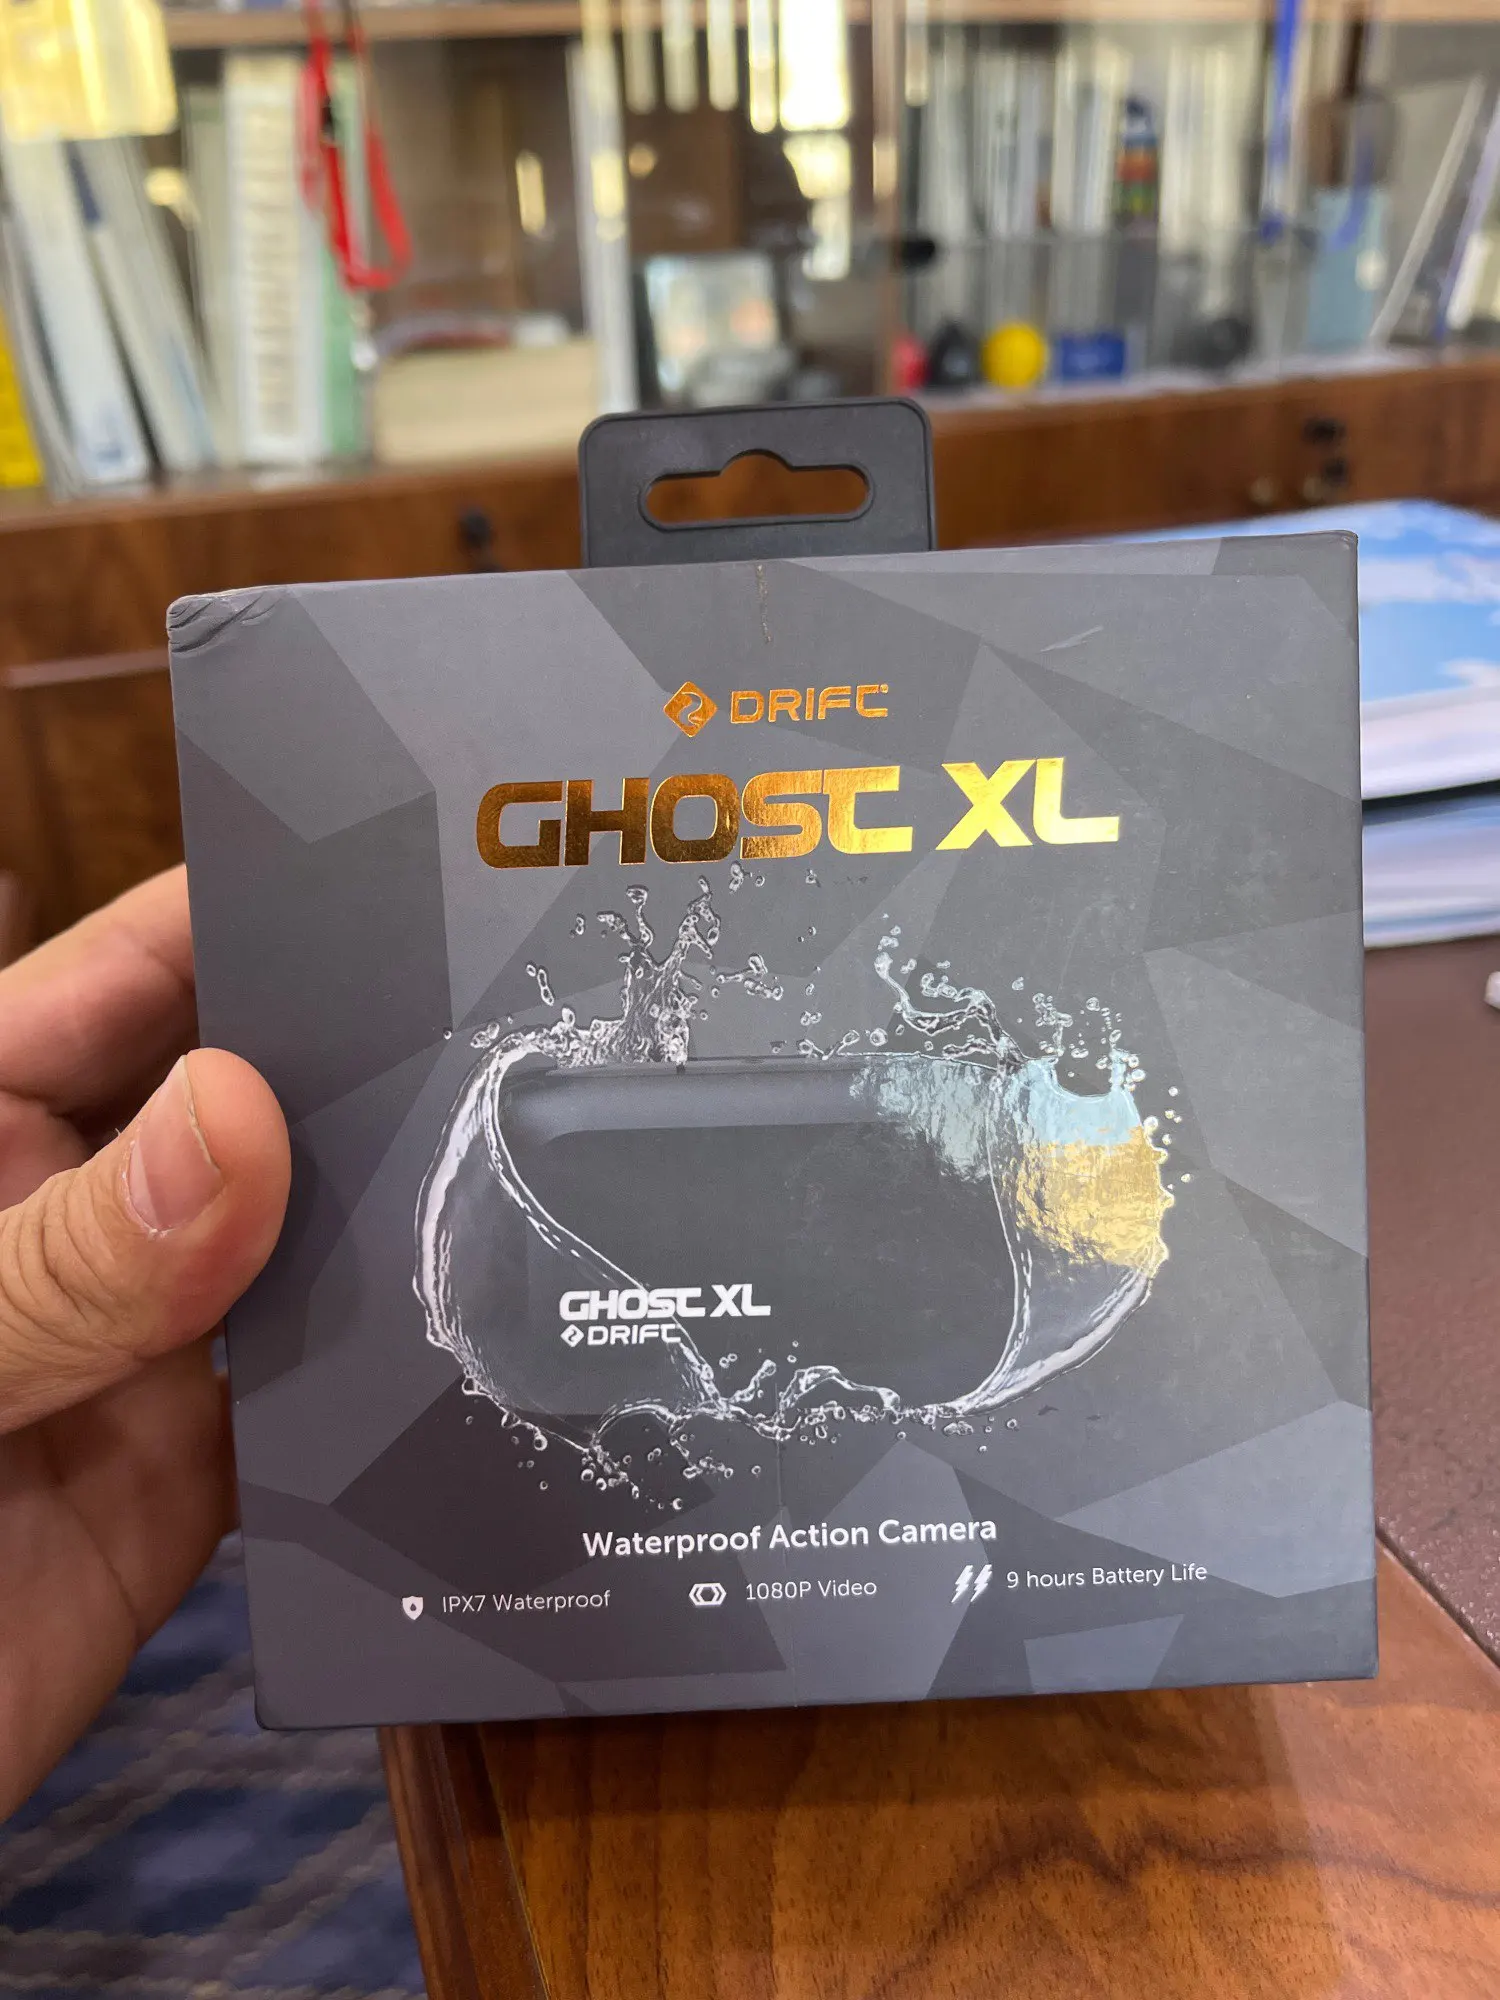 DRIFT
GHOST XL
GHOST XL
DRIFT
Waterproof Action Camera
IPX7 Waterproof
1080P Video
9 hours Battery Life